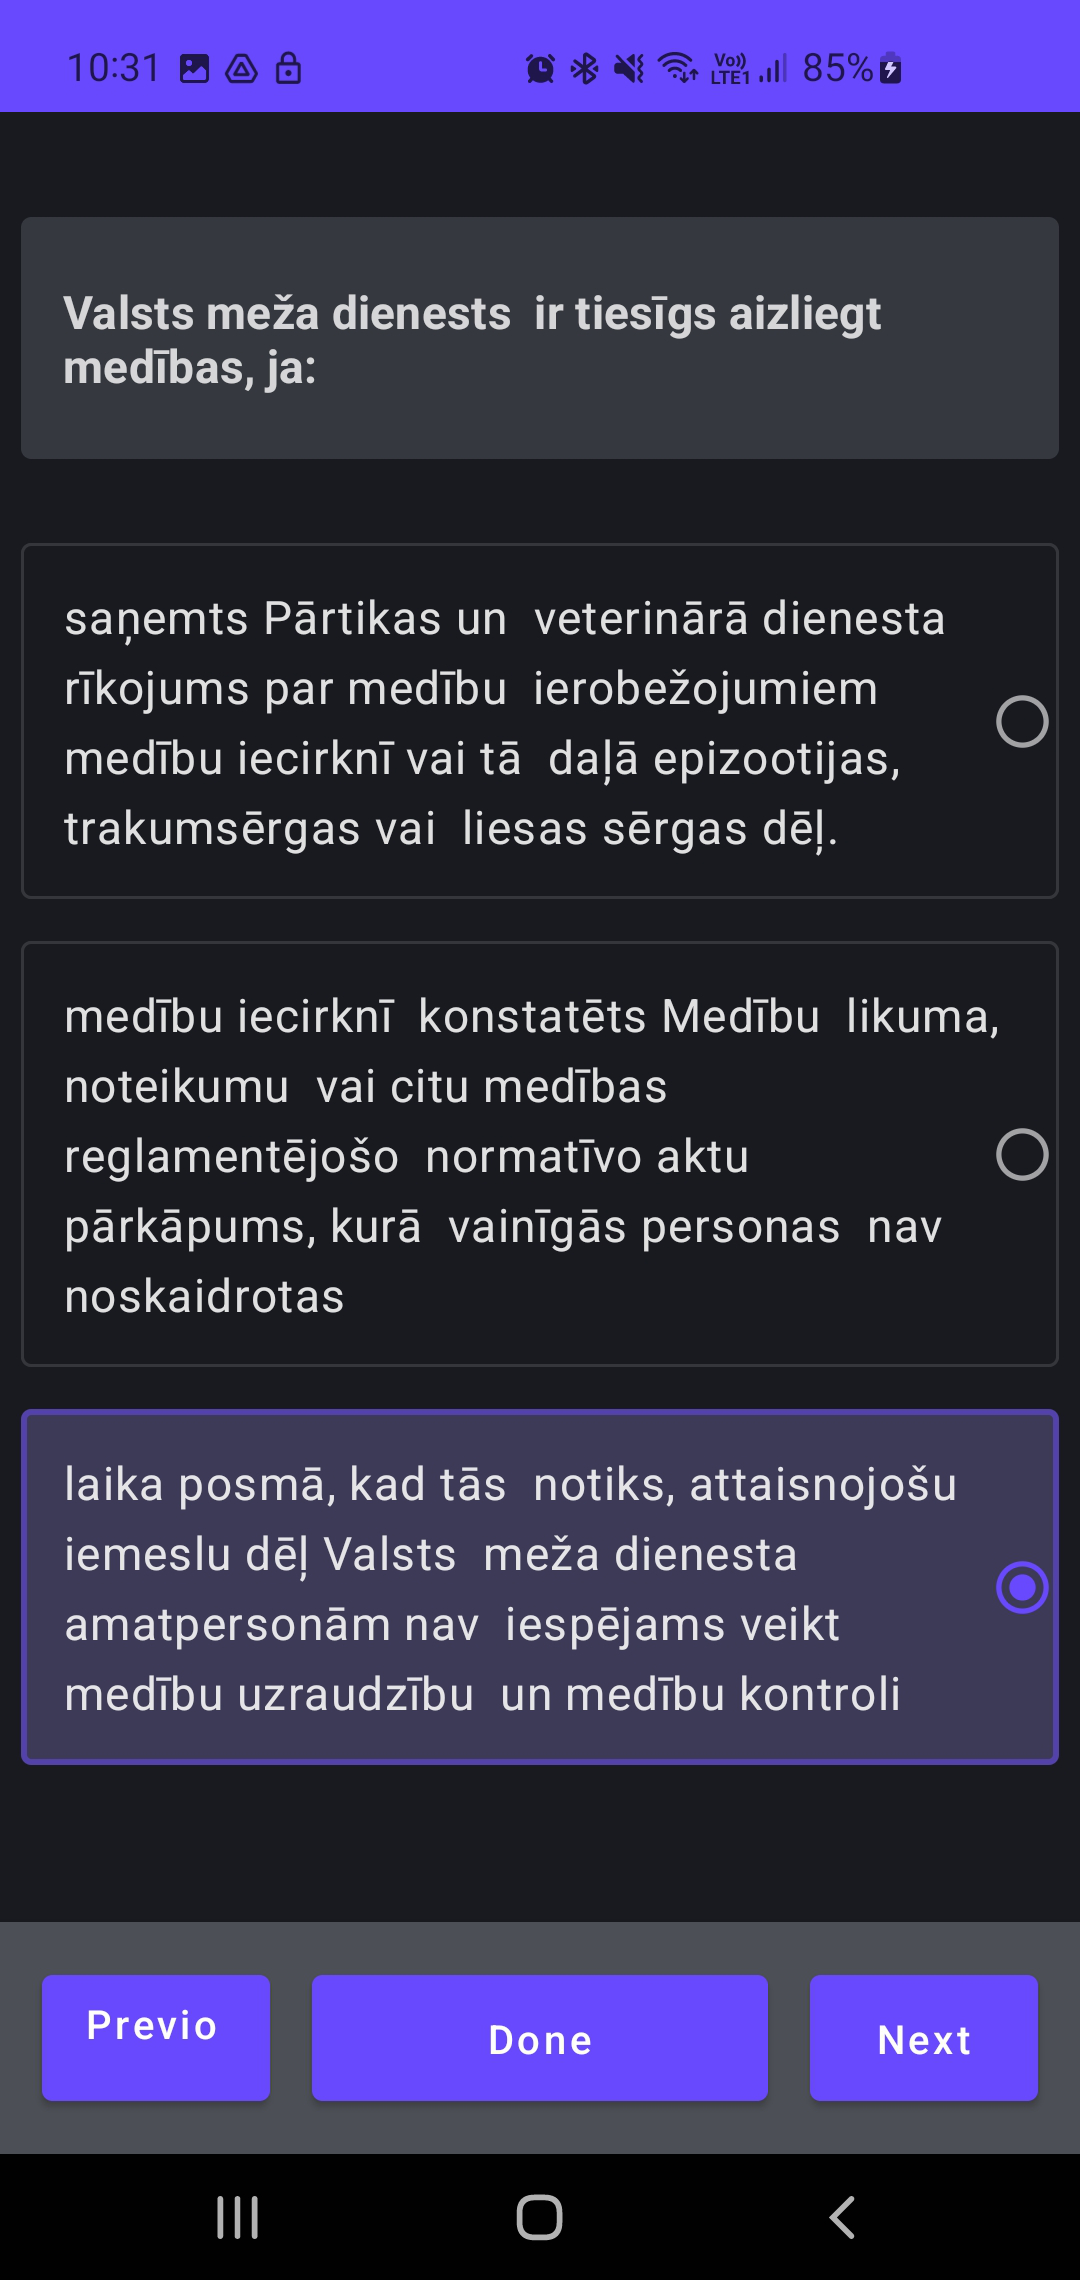 10:31
Vo))
LTE1
85%
Valsts meža dienests  ir tiesīgs aizliegt
medības, ja:
saņemts Pārtikas un  veterinārā dienesta
rīkojums par medību  ierobežojumiem
medību iecirknī vai tā  daļā epizootijas,
trakumsērgas vai  liesas sērgas dēļ.
medību iecirknī  konstatēts Medību  likuma,
noteikumu  vai citu medības
reglamentējošo  normatīvo aktu
pārkāpums, kurā  vainīgās personas  nav
noskaidrotas
laika posmā, kad tās  notiks, attaisnojošu
iemeslu dēļ Valsts  meža dienesta
amatpersonām nav  iespējams veikt
medību uzraudzību  un medību kontroli
Previo
Done
Next